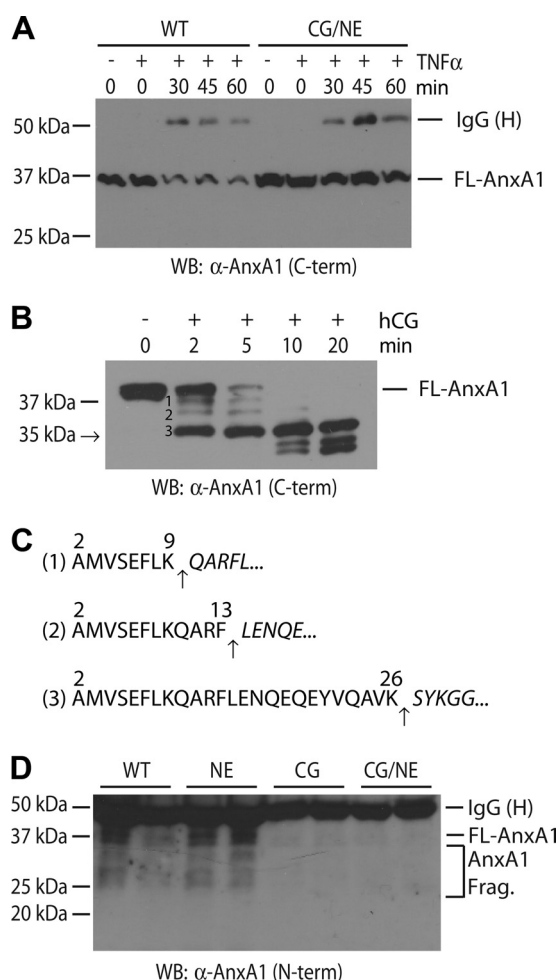 A
WT CG/NE
- + + + + - + + + + TNFα
0 0 30 45 60 0 0 30 45 60 min
50 kDa IgG (H)
37 kDa FL-AnxA1
25 kDa
WB: α-AnxA1 (C-term)
B
- + + + + hCG
0 2 5 10 20 min
FL-AnxA1
37 kDa 1
2
35 kDa → 3
WB: α-AnxA1 (C-term)
C
2 9
(1) AMVSEFLK↑QARFL...
2 13
(2) AMVSEFLKQARF↑LENQE...
2 26
(3) AMVSEFLKQARFLENQEQEYVQAVK↑SYKGG...
D
WT NE CG CG/NE
50 kDa IgG (H)
37 kDa FL-AnxA1
AnxA1
25 kDa Frag.
20 kDa
WB: α-AnxA1 (N-term)